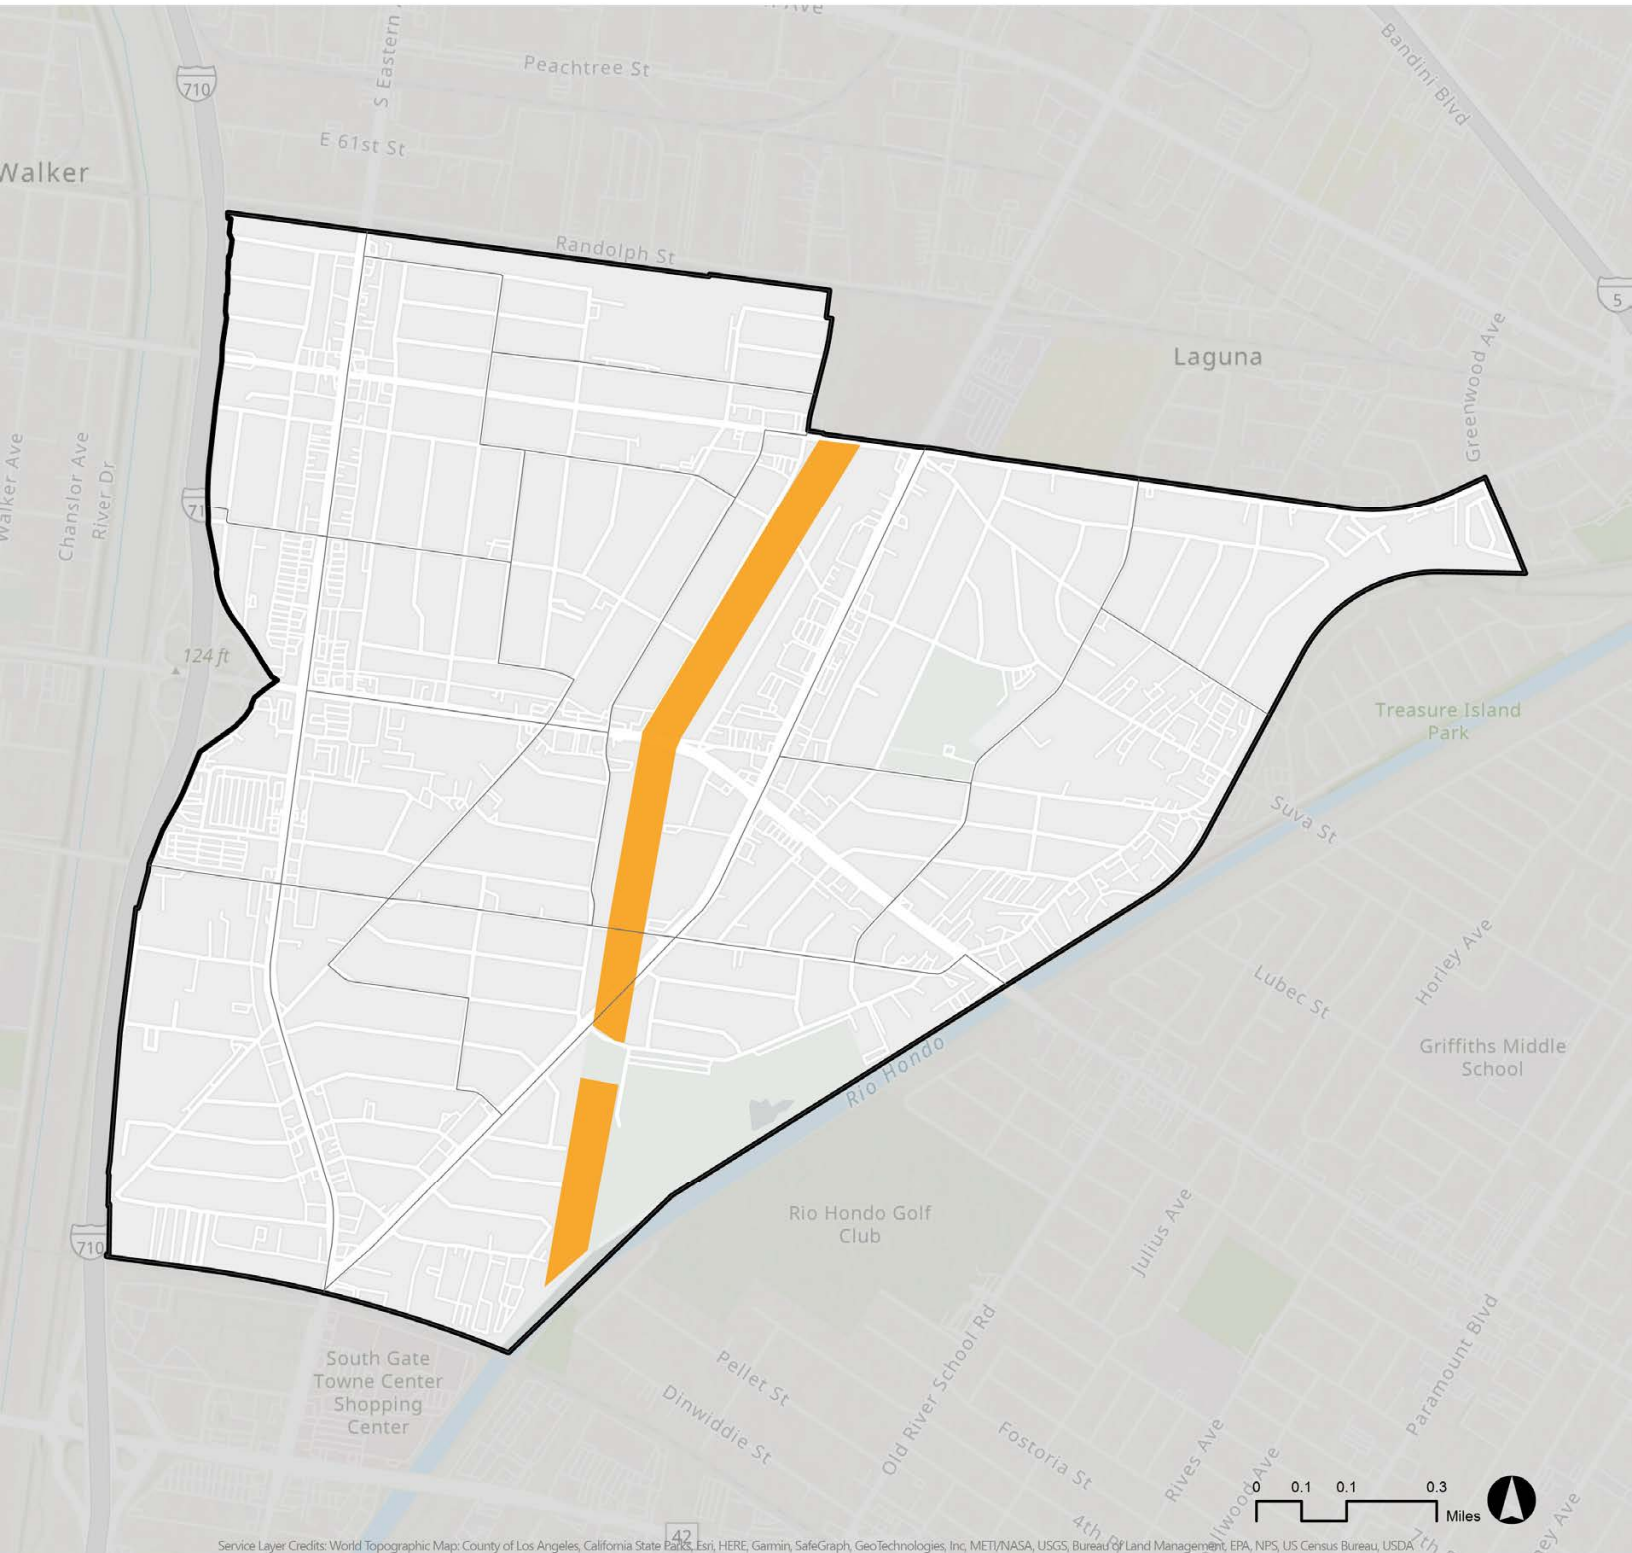 Peachtree St
S Eastern
Bandini Blvd
710
E 61st St
Walker
Randolph St
5
Laguna
Greenwood Ave
Walker Ave
Chanslor Ave
River Dr
71
124 ft
Treasure Island
Park
Suva St
Horley Ave
Lubec St
Griffiths Middle
School
Rio Hondo
Rio Hondo Golf
Club
Julius Ave
710
South Gate
Towne Center
Shopping
Center
Pellet St
Dinwiddie St
Old River School Rd
Fostoria St
Paramount Blvd
Rives Ave
0 0.1 0.1 0.3
Miles
42
4th
7th
Service Layer Credits: World Topographic Map: County of Los Angeles, California State Parks, Esri, HERE, Garmin, SafeGraph, GeoTechnologies, Inc, METI/NASA, USGS, Bureau of Land Management, EPA, NPS, US Census Bureau, USDA